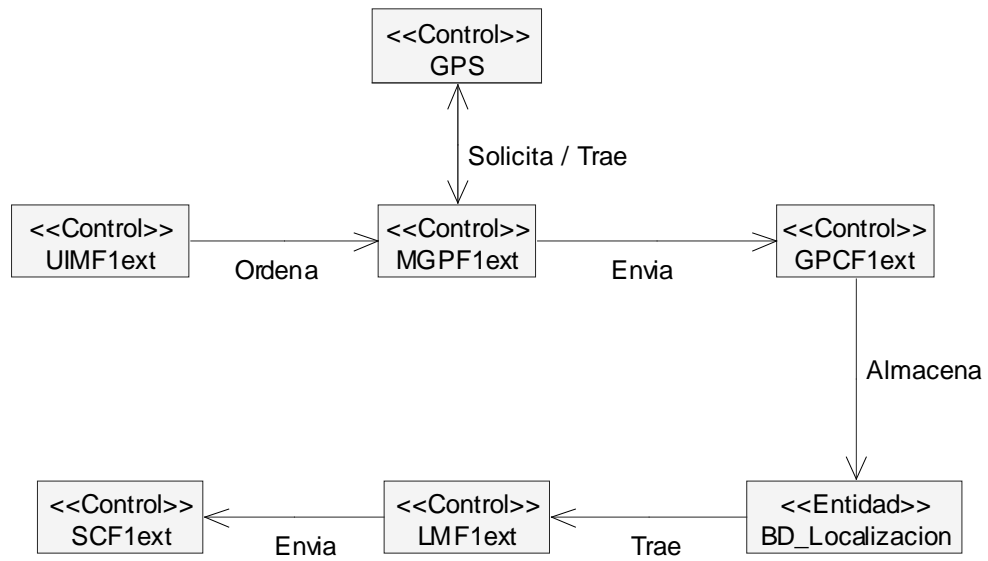 <<Control>>
GPS
Solicita / Trae
<<Control>>
UIMF1ext
Ordena
<<Control>>
MGPF1ext
Envia
<<Control>>
GPCF1ext
Almacena
<<Control>>
SCF1ext
Envia
<<Control>>
LMF1ext
Trae
<<Entidad>>
BD_Localizacion